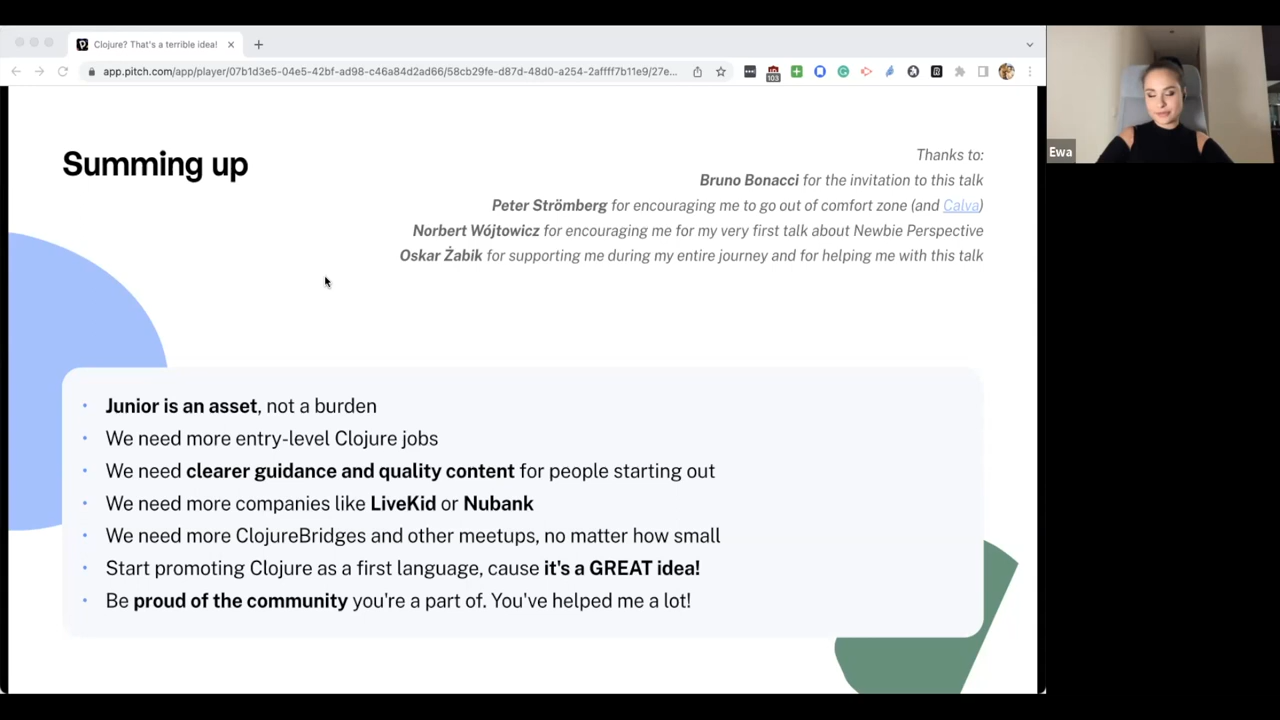 Clojure? That's a terrible idea!
app.pitch.com/app/player/07b1d3e5-04e5-42bf-ad98-c46a84d2ad66/58cb29fe-d87d-48d0-a254-2affff7b11e9/27e...
103
Ewa
Summing up
Thanks to:
Bruno Bonacci for the invitation to this talk
Peter Strömberg for encouraging me to go out of comfort zone (and Calva)
Norbert Wójtowicz for encouraging me for my very first talk about Newbie Perspective
Oskar Żabik for supporting me during my entire journey and for helping me with this talk
• Junior is an asset, not a burden
• We need more entry-level Clojure jobs
• We need clearer guidance and quality content for people starting out
• We need more companies like LiveKid or Nubank
• We need more ClojureBridges and other meetups, no matter how small
• Start promoting Clojure as a first language, cause it's a GREAT idea!
• Be proud of the community you're a part of. You've helped me a lot!